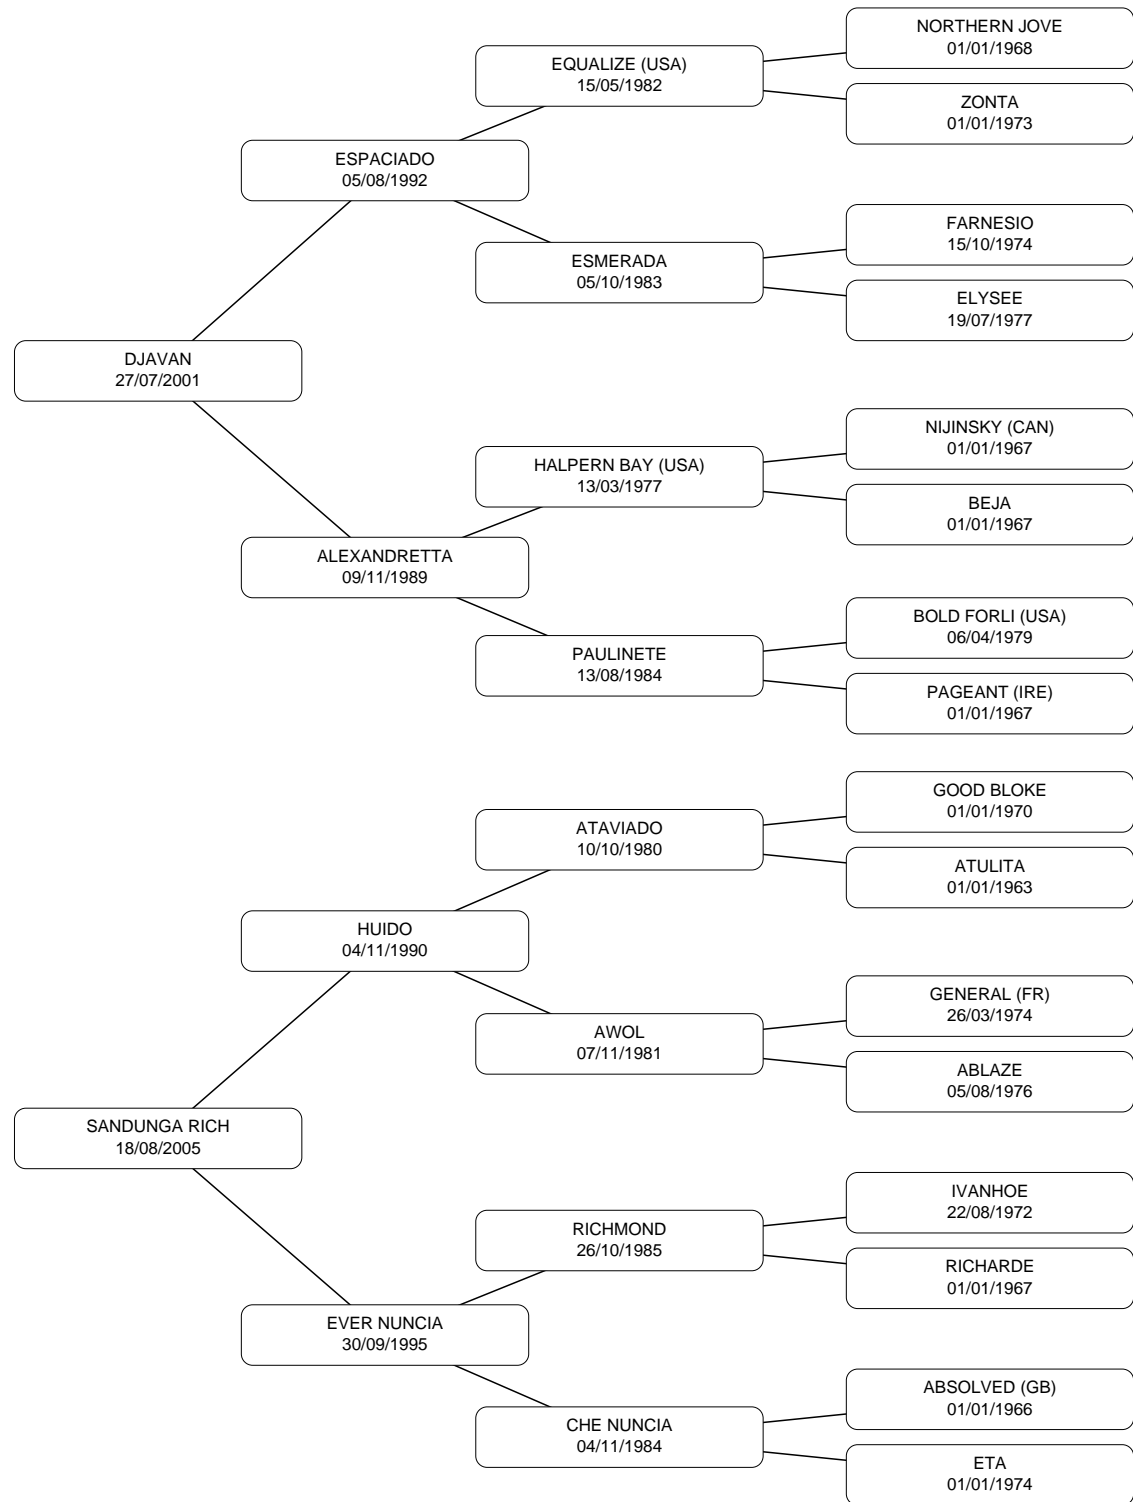 NORTHERN JOVE
01/01/1968
EQUALIZE (USA)
15/05/1982
ZONTA
01/01/1973
ESPACIADO
05/08/1992
FARNESIO
15/10/1974
ESMERADA
05/10/1983
ELYSEE
19/07/1977
DJAVAN
27/07/2001
NIJINSKY (CAN)
01/01/1967
HALPERN BAY (USA)
13/03/1977
BEJA
01/01/1967
ALEXANDRETTA
09/11/1989
BOLD FORLI (USA)
06/04/1979
PAULINETE
13/08/1984
PAGEANT (IRE)
01/01/1967
GOOD BLOKE
01/01/1970
ATAVIADO
10/10/1980
ATULITA
01/01/1963
HUIDO
04/11/1990
GENERAL (FR)
26/03/1974
AWOL
07/11/1981
ABLAZE
05/08/1976
SANDUNGA RICH
18/08/2005
IVANHOE
22/08/1972
RICHMOND
26/10/1985
RICHARDE
01/01/1967
EVER NUNCIA
30/09/1995
ABSOLVED (GB)
01/01/1966
CHE NUNCIA
04/11/1984
ETA
01/01/1974